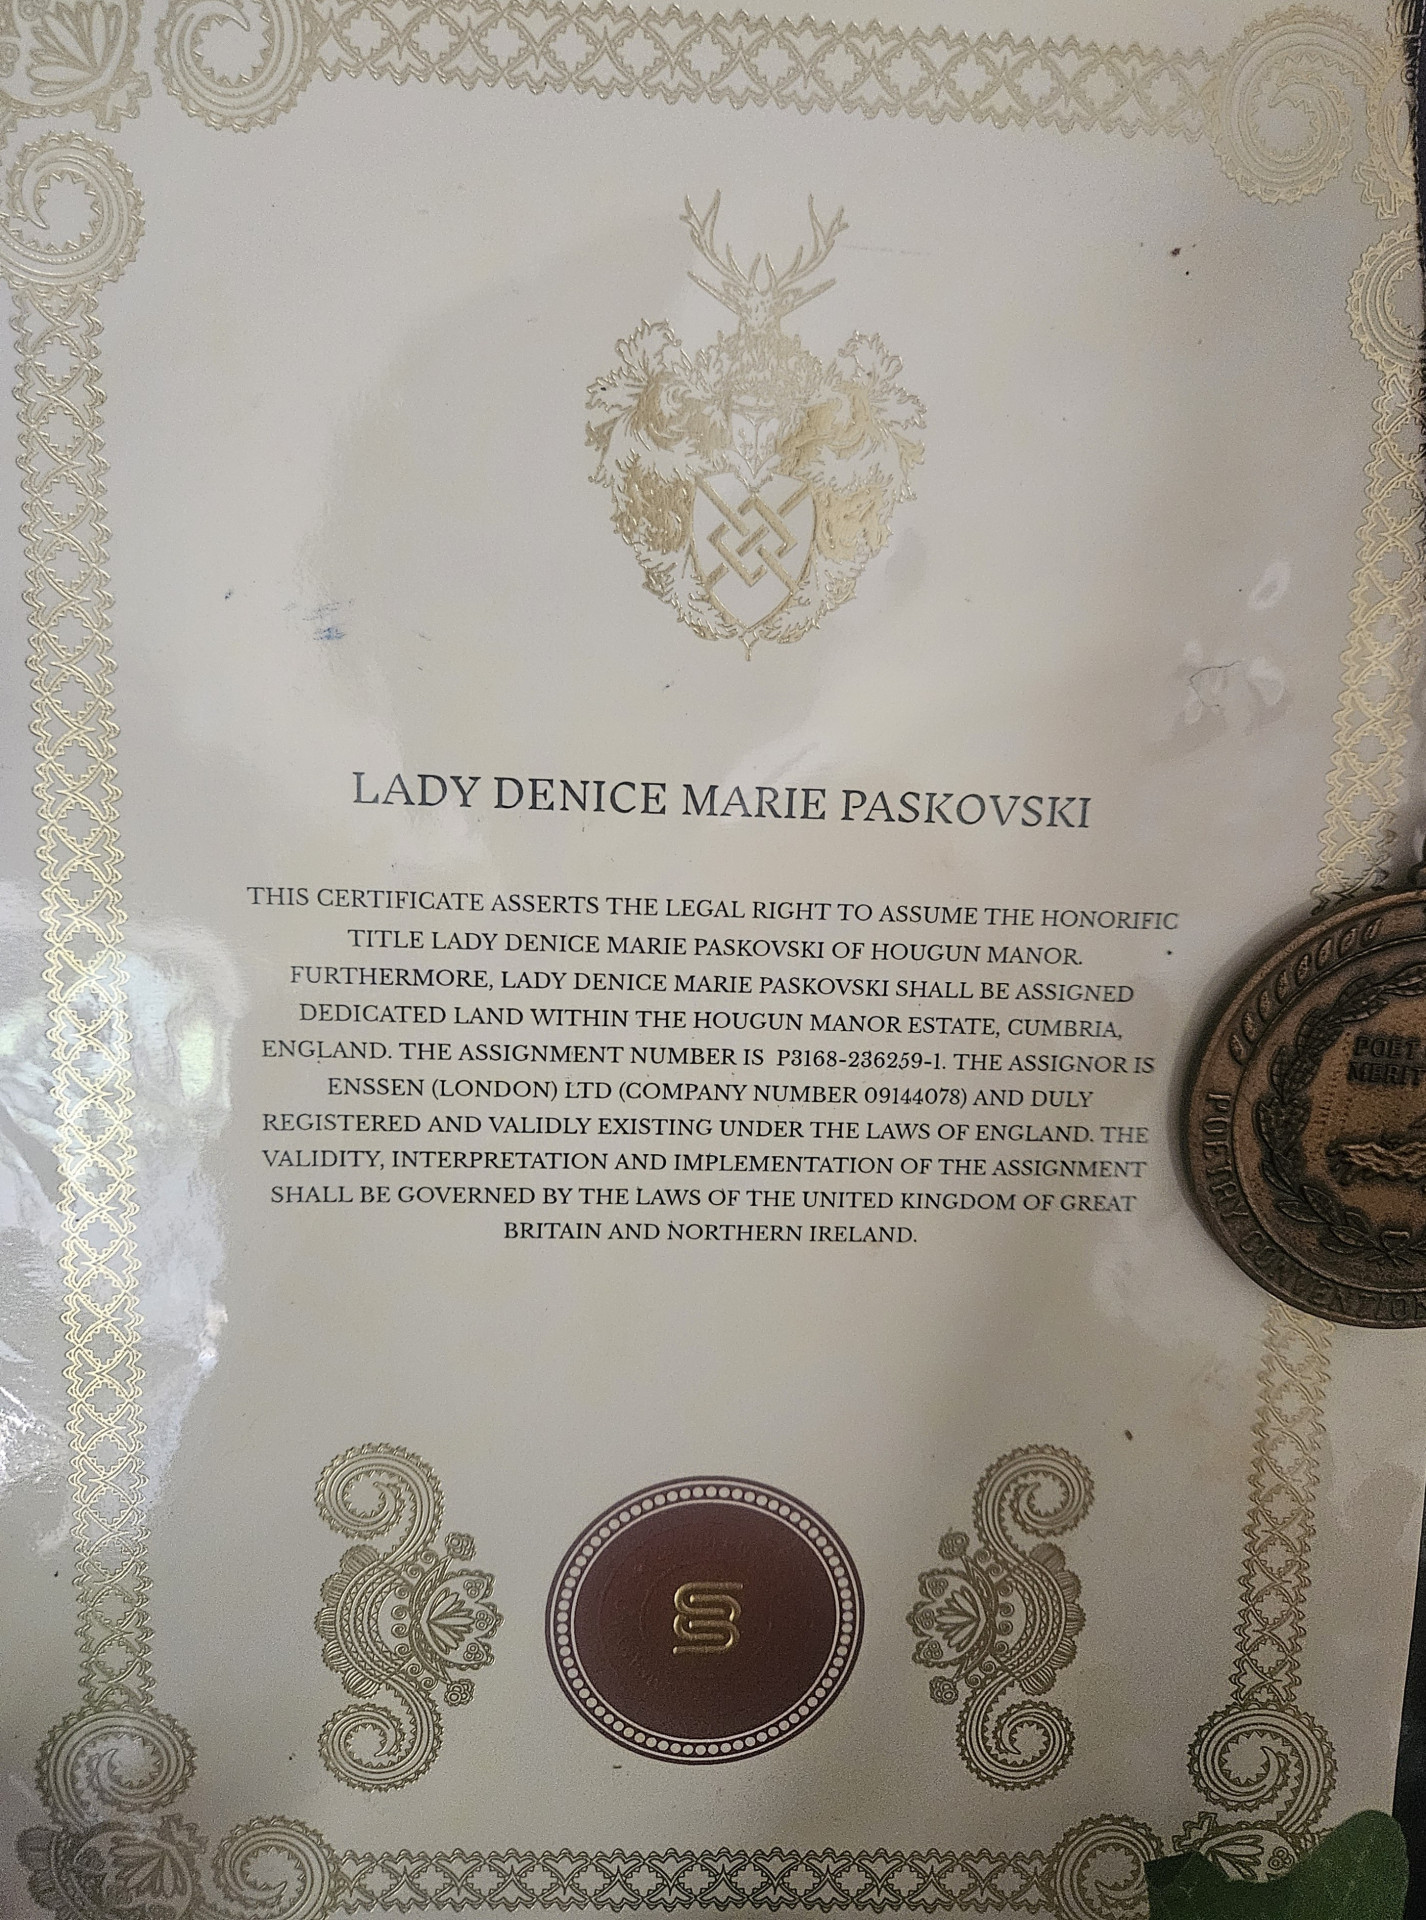 LADY DENICE MARIE PASKOVSKI
THIS CERTIFICATE ASSERTS THE LEGAL RIGHT TO ASSUME THE HONORIFIC
TITLE LADY DENICE MARIE PASKOVSKI OF HOUGUN MANOR.
FURTHERMORE, LADY DENICE MARIE PASKOVSKI SHALL BE ASSIGNED
DEDICATED LAND WITHIN THE HOUGUN MANOR ESTATE, CUMBRIA,
ENGLAND. THE ASSIGNMENT NUMBER IS P3168-236259-1. THE ASSIGNOR IS
ENSSEN (LONDON) LTD (COMPANY NUMBER 09144078) AND DULY
REGISTERED AND VALIDLY EXISTING UNDER THE LAWS OF ENGLAND. THE
VALIDITY, INTERPRETATION AND IMPLEMENTATION OF THE ASSIGNMENT
SHALL BE GOVERNED BY THE LAWS OF THE UNITED KINGDOM OF GREAT
BRITAIN AND NORTHERN IRELAND.
POET
MERIT
POETRY CONVENTION